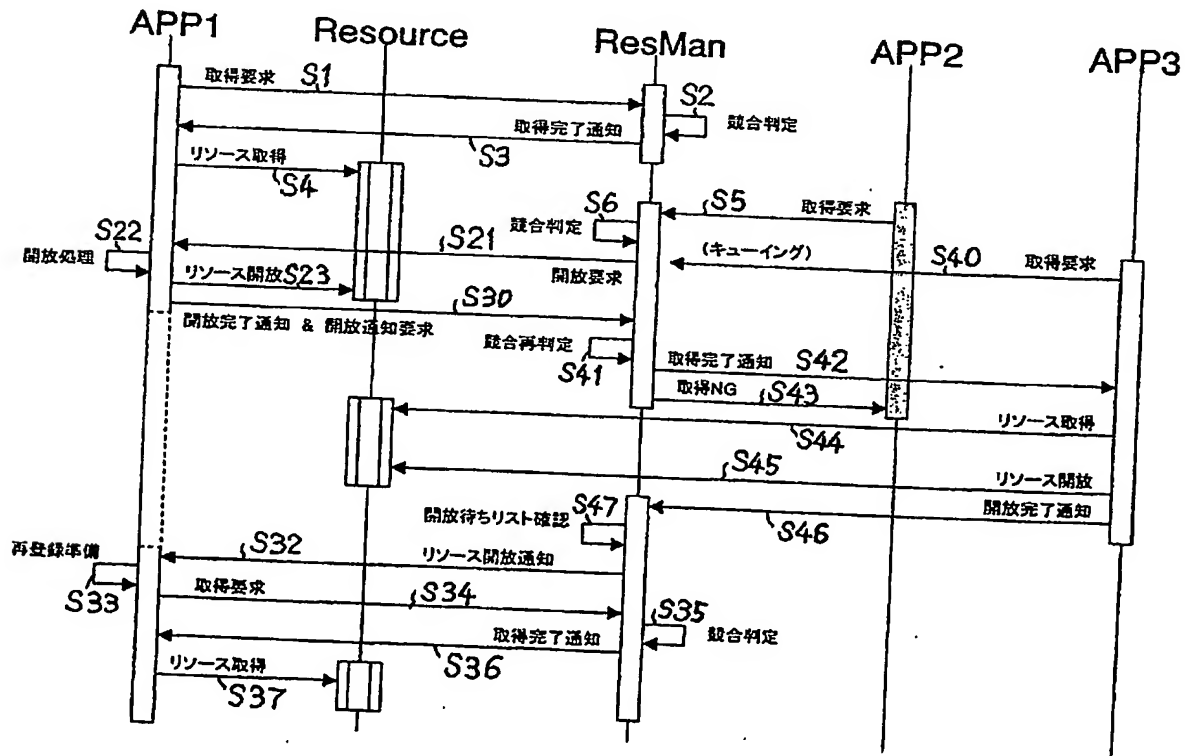 APP1 Resource ResMan APP2 APP3
取得要求 S1
S2
競合判定
取得完了通知
S3
リソース取得
S4
S5 取得要求
S6
競合判定
S22
開放処理
S21
開放要求
(キューイング)
S40 取得要求
リソース開放 S23
S30
開放完了通知 & 開放通知要求
競合再判定
S41
取得完了通知 S42
取得NG S43
リソース取得
S44
S45 リソース開放
開放完了通知
S46
S47
開放待ちリスト確認
再登録準備
S33
S32 リソース開放通知
取得要求 S34
S35
競合判定
取得完了通知
S36
リソース取得
S37